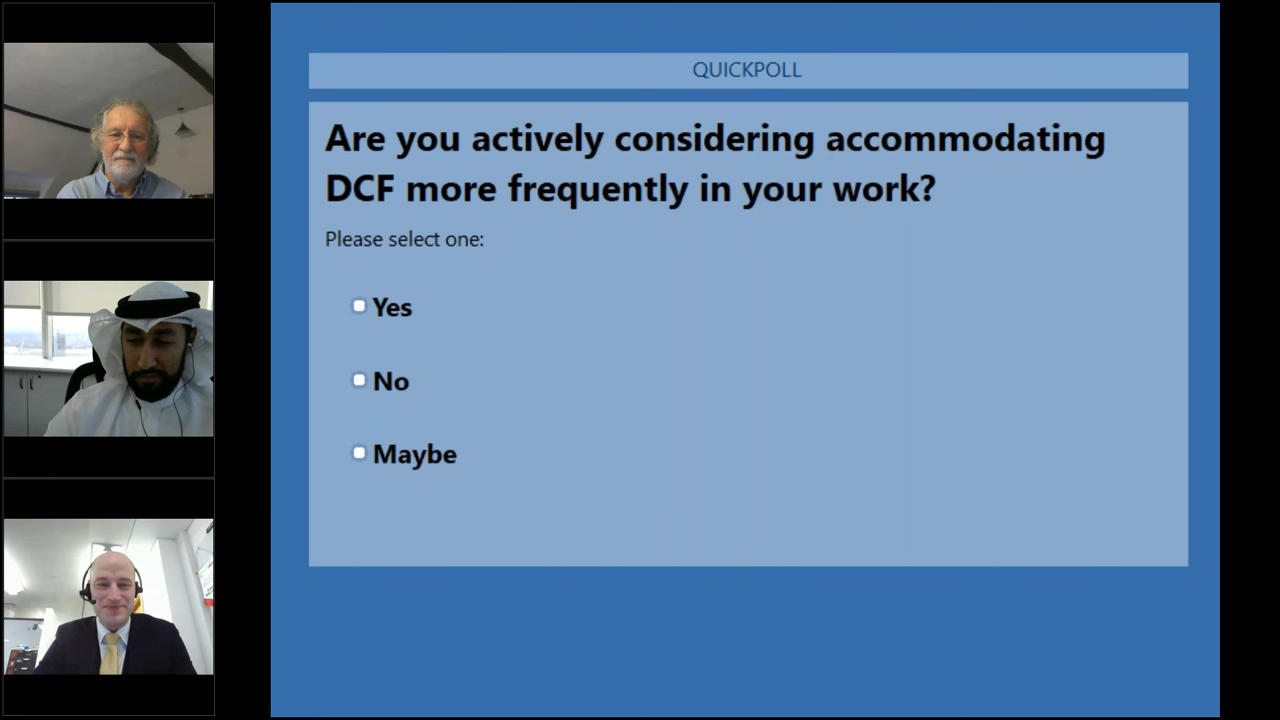 QUICKPOLL
Are you actively considering accommodating
DCF more frequently in your work?
Please select one:
Yes
No
Maybe